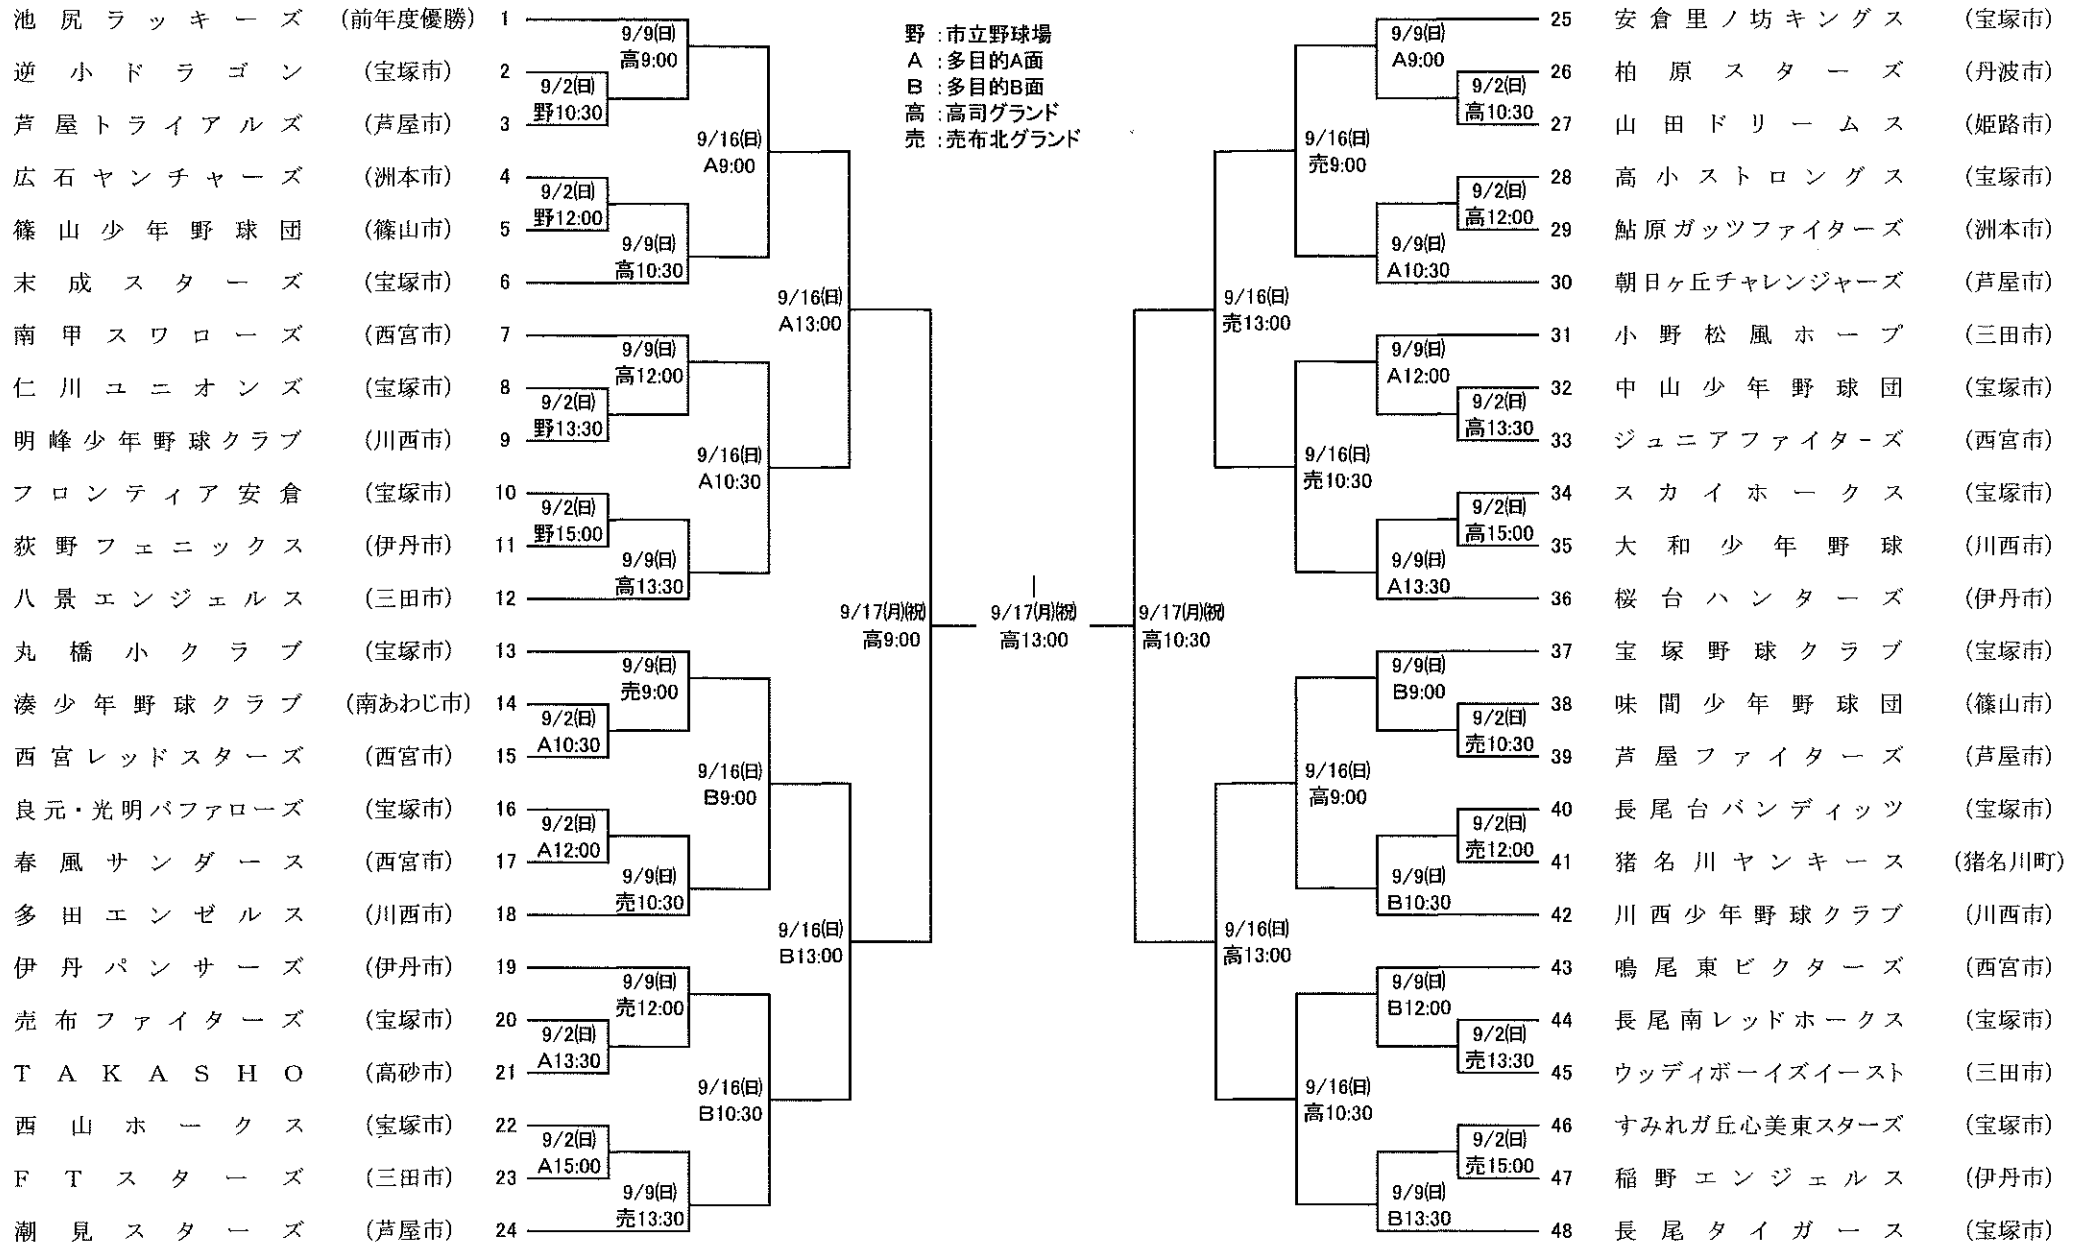 野：市立野球場
A：多目的A面
B：多目的B面
高：高司グランド
売：売布北グランド
池尻ラッキーズ (前年度優勝) 1
9/9(日)
高9:00
逆小ドラゴン (宝塚市) 2
9/2(日)
野10:30
芦屋トライアルズ (芦屋市) 3
9/16(日)
A9:00
広石ヤンチャーズ (洲本市) 4
9/2(日)
野12:00
篠山少年野球団 (篠山市) 5
9/9(日)
高10:30
末成スターズ (宝塚市) 6
9/16(日)
A13:00
南甲スワローズ (西宮市) 7
9/9(日)
高12:00
仁川ユニオンズ (宝塚市) 8
9/2(日)
野13:30
明峰少年野球クラブ (川西市) 9
9/16(日)
A10:30
フロンティア安倉 (宝塚市) 10
9/2(日)
野15:00
荻野フェニックス (伊丹市) 11
9/9(日)
高13:30
八景エンジェルス (三田市) 12
9/17(月)(祝)
高9:00
丸橋小クラブ (宝塚市) 13
9/9(日)
売9:00
湊少年野球クラブ (南あわじ市) 14
9/2(日)
A10:30
西宮レッドスターズ (西宮市) 15
9/16(日)
B9:00
良元・光明バファローズ (宝塚市) 16
9/2(日)
A12:00
春風サンダース (西宮市) 17
9/9(日)
売10:30
多田エンゼルス (川西市) 18
9/16(日)
B13:00
伊丹パンサーズ (伊丹市) 19
9/9(日)
売12:00
売布ファイターズ (宝塚市) 20
9/2(日)
A13:30
TAKASHO (高砂市) 21
9/16(日)
B10:30
西山ホークス (宝塚市) 22
9/2(日)
A15:00
FTスターズ (三田市) 23
9/9(日)
売13:30
潮見スターズ (芦屋市) 24
9/17(月)(祝)
高13:00
25 安倉里ノ坊キングス (宝塚市)
9/9(日)
A9:00
26 柏原スターズ (丹波市)
9/2(日)
高10:30
27 山田ドリームス (姫路市)
9/16(日)
売9:00
28 高小ストロングス (宝塚市)
9/2(日)
高12:00
29 鮎原ガッツファイターズ (洲本市)
9/9(日)
A10:30
30 朝日ヶ丘チャレンジャーズ (芦屋市)
9/16(日)
売13:00
31 小野松風ホープ (三田市)
9/9(日)
A12:00
32 中山少年野球団 (宝塚市)
9/2(日)
高13:30
33 ジュニアファイターズ (西宮市)
9/16(日)
売10:30
34 スカイホークス (宝塚市)
9/2(日)
高15:00
35 大和少年野球 (川西市)
9/9(日)
A13:30
36 桜台ハンターズ (伊丹市)
9/17(月)(祝)
高10:30
37 宝塚野球クラブ (宝塚市)
9/9(日)
B9:00
38 味間少年野球団 (篠山市)
9/2(日)
売10:30
39 芦屋ファイターズ (芦屋市)
9/16(日)
高9:00
40 長尾台バンディッツ (宝塚市)
9/2(日)
売12:00
41 猪名川ヤンキース (猪名川町)
9/9(日)
B10:30
42 川西少年野球クラブ (川西市)
9/16(日)
高13:00
43 鳴尾東ビクターズ (西宮市)
9/9(日)
B12:00
44 長尾南レッドホークス (宝塚市)
9/2(日)
売13:30
45 ウッディボーイズイースト (三田市)
9/16(日)
高10:30
46 すみれガ丘心美東スターズ (宝塚市)
9/2(日)
売15:00
47 稲野エンジェルス (伊丹市)
9/9(日)
B13:30
48 長尾タイガース (宝塚市)